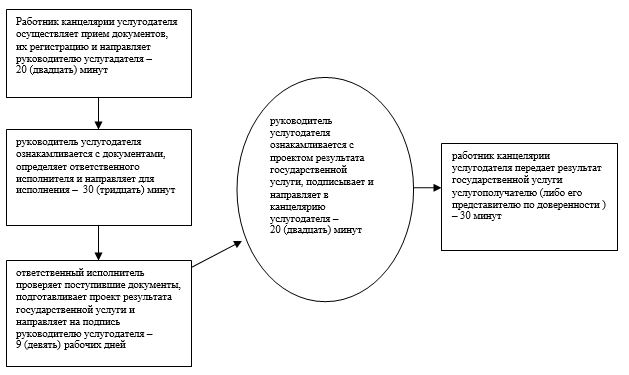 Работник канцелярии услугодателя
осуществляет прием документов,
их регистрацию и направляет
руководителю услугадателя –
20 (двадцать) минут
руководитель услугодателя
ознакамливается с документами,
определяет ответственного
исполнителя и направляет для
исполнения – 30 (тридцать) минут
ответственный исполнитель
проверяет поступившие документы,
подготавливает проект результата
государственной услуги и
направляет на подпись
руководителю услугодателя –
9 (девять) рабочих дней
руководитель
услугодателя
ознакамливается с
проектом результата
государственной
услуги, подписывает и
направляет в
канцелярию
услугодателя –
20 (двадцать) минут
работник канцелярии
услугодателя передает результат
государственной услуги
услугополучателю (либо его
представителю по доверенности )
– 30 минут